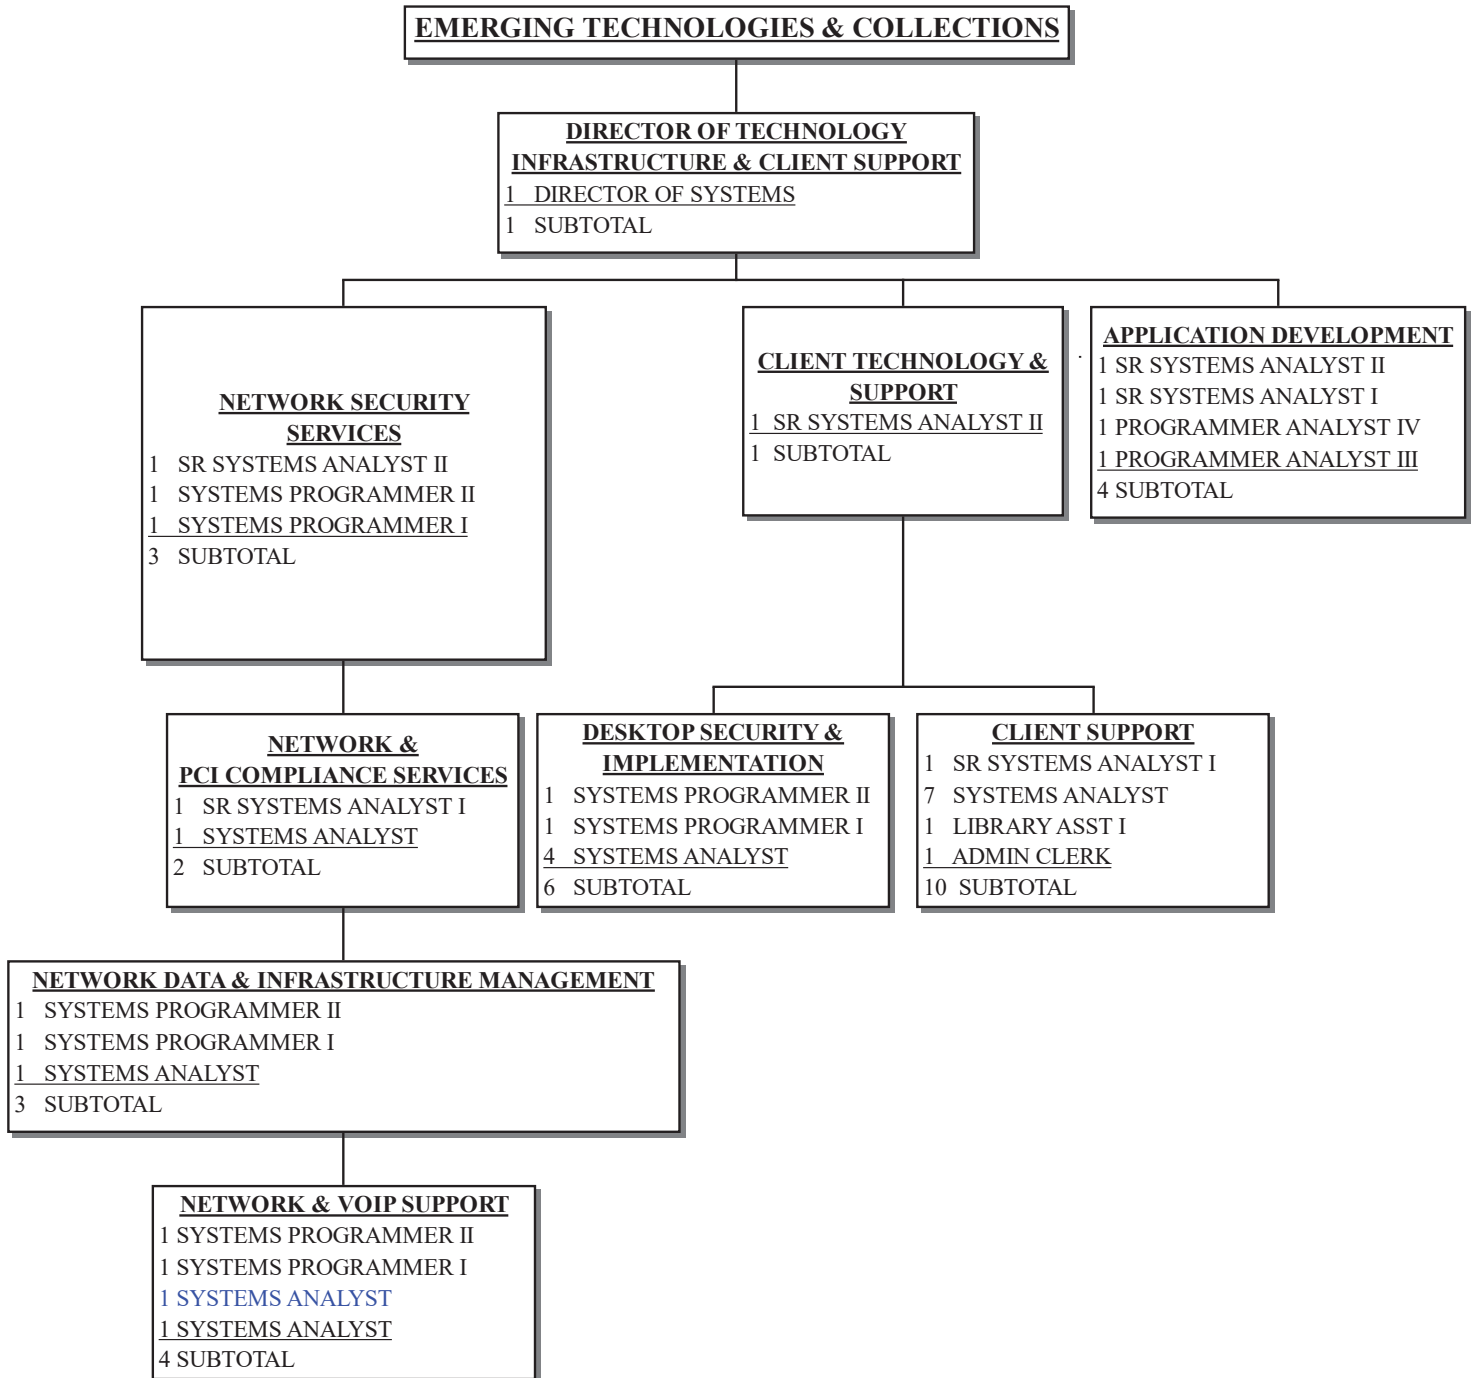 EMERGING TECHNOLOGIES & COLLECTIONS
DIRECTOR OF TECHNOLOGY
INFRASTRUCTURE & CLIENT SUPPORT
1 DIRECTOR OF SYSTEMS
1 SUBTOTAL
NETWORK SECURITY
SERVICES
1 SR SYSTEMS ANALYST II
1 SYSTEMS PROGRAMMER II
1 SYSTEMS PROGRAMMER I
3 SUBTOTAL
CLIENT TECHNOLOGY &
SUPPORT
1 SR SYSTEMS ANALYST II
1 SUBTOTAL
.
APPLICATION DEVELOPMENT
1 SR SYSTEMS ANALYST II
1 SR SYSTEMS ANALYST I
1 PROGRAMMER ANALYST IV
1 PROGRAMMER ANALYST III
4 SUBTOTAL
NETWORK &
PCI COMPLIANCE SERVICES
1 SR SYSTEMS ANALYST I
1 SYSTEMS ANALYST
2 SUBTOTAL
DESKTOP SECURITY &
IMPLEMENTATION
1 SYSTEMS PROGRAMMER II
1 SYSTEMS PROGRAMMER I
4 SYSTEMS ANALYST
6 SUBTOTAL
CLIENT SUPPORT
1 SR SYSTEMS ANALYST I
7 SYSTEMS ANALYST
1 LIBRARY ASST I
1 ADMIN CLERK
10 SUBTOTAL
NETWORK DATA & INFRASTRUCTURE MANAGEMENT
1 SYSTEMS PROGRAMMER II
1 SYSTEMS PROGRAMMER I
1 SYSTEMS ANALYST
3 SUBTOTAL
NETWORK & VOIP SUPPORT
1 SYSTEMS PROGRAMMER II
1 SYSTEMS PROGRAMMER I
1 SYSTEMS ANALYST
1 SYSTEMS ANALYST
4 SUBTOTAL